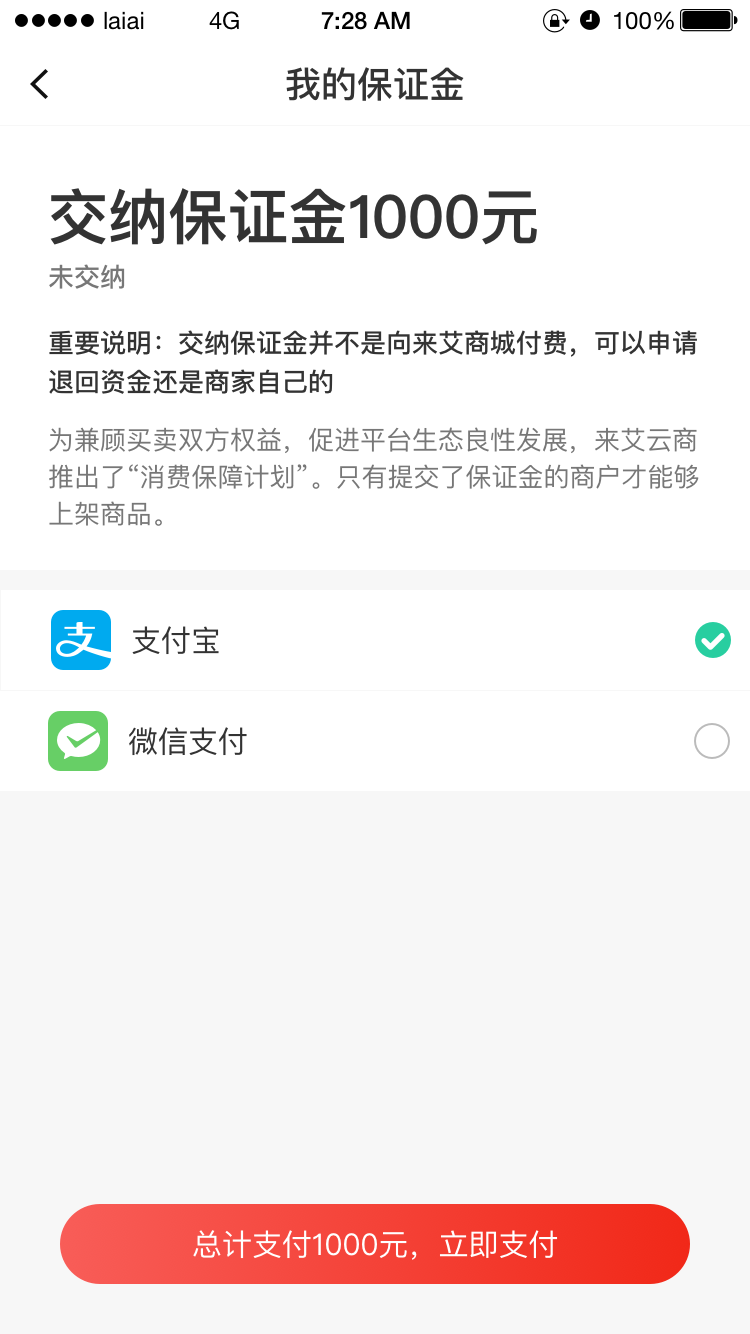 laiai 4G 7:28 AM 100%
我的保证金
交纳保证金1000元
未交纳
重要说明：交纳保证金并不是向来艾商城付费，可以申请
退回资金还是商家自己的
为兼顾买卖双方权益，促进平台生态良性发展，来艾云商
推出了“消费保障计划”。只有提交了保证金的商户才能够
上架商品。
支 支付宝
微信支付
总计支付1000元，立即支付